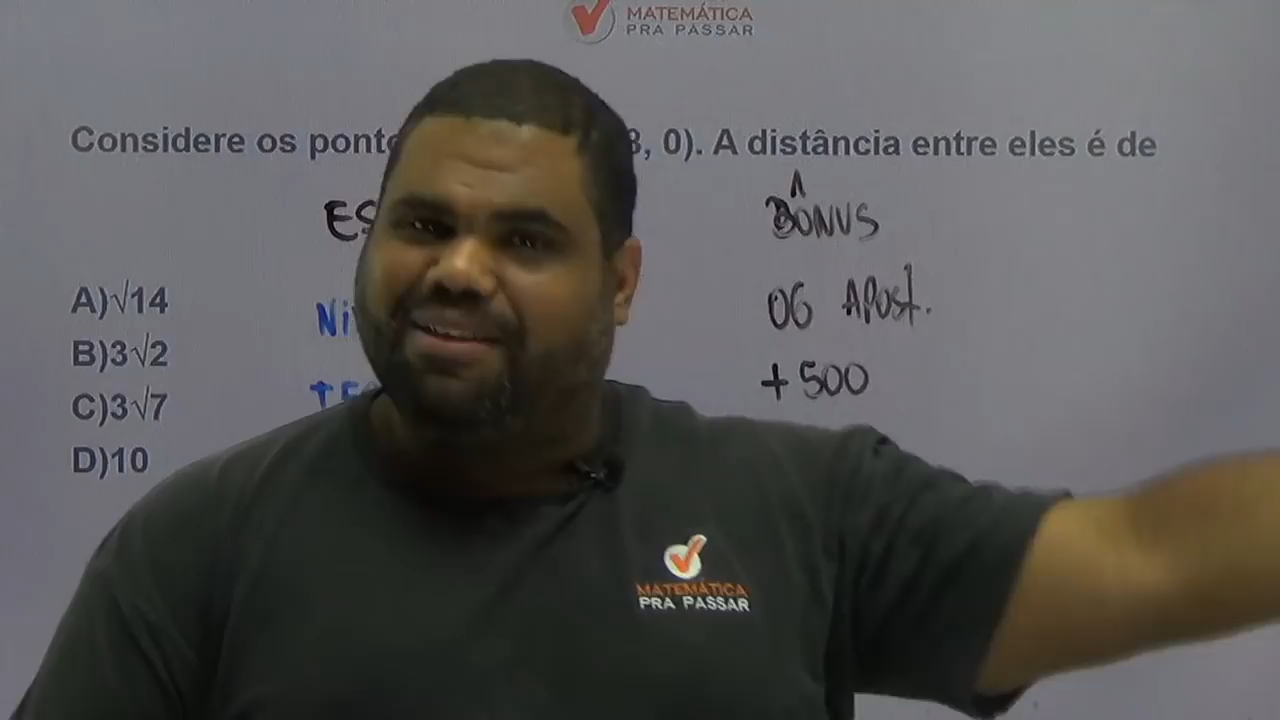 MATEMÁTICA
PRA PASSAR
Considere os 3, 0). A distância entre eles é de
BÔNUS
A)√14
06 APOST.
B)3√2
+500
C)3√7
D)10
MATEMÁTICA
PRA PASSAR